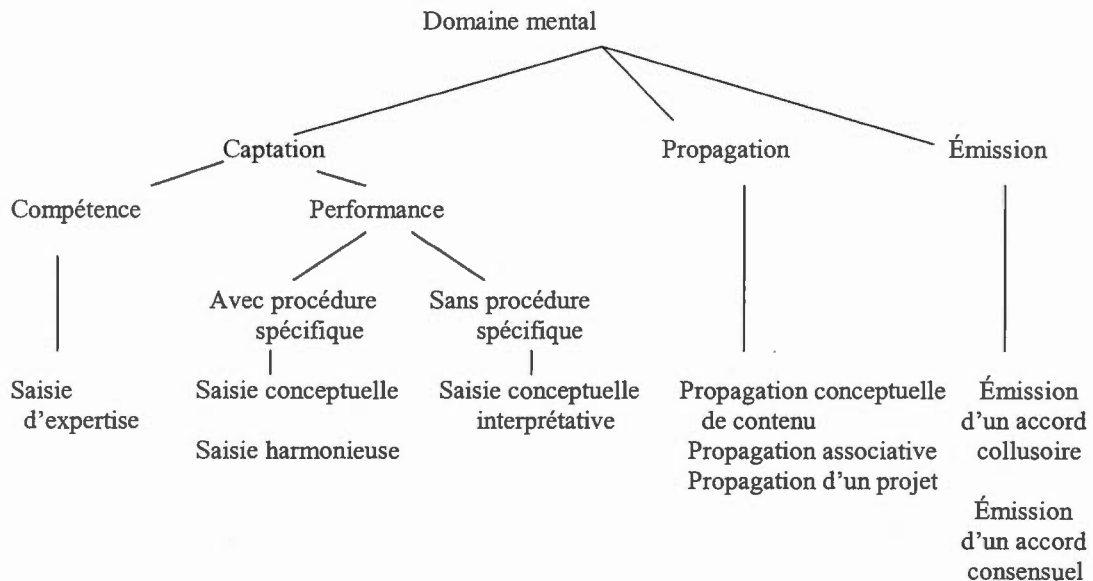 Domaine mental
Captation
Propagation
Émission
Compétence
Performance
Avec procédure
spécifique
Sans procédure
spécifique
Saisie
d'expertise
Saisie conceptuelle
Saisie harmonieuse
Saisie conceptuelle
interprétative
Propagation conceptuelle
de contenu
Propagation associative
Propagation d'un projet
Émission
d'un accord
collusoire
Émission
d'un accord
consensuel